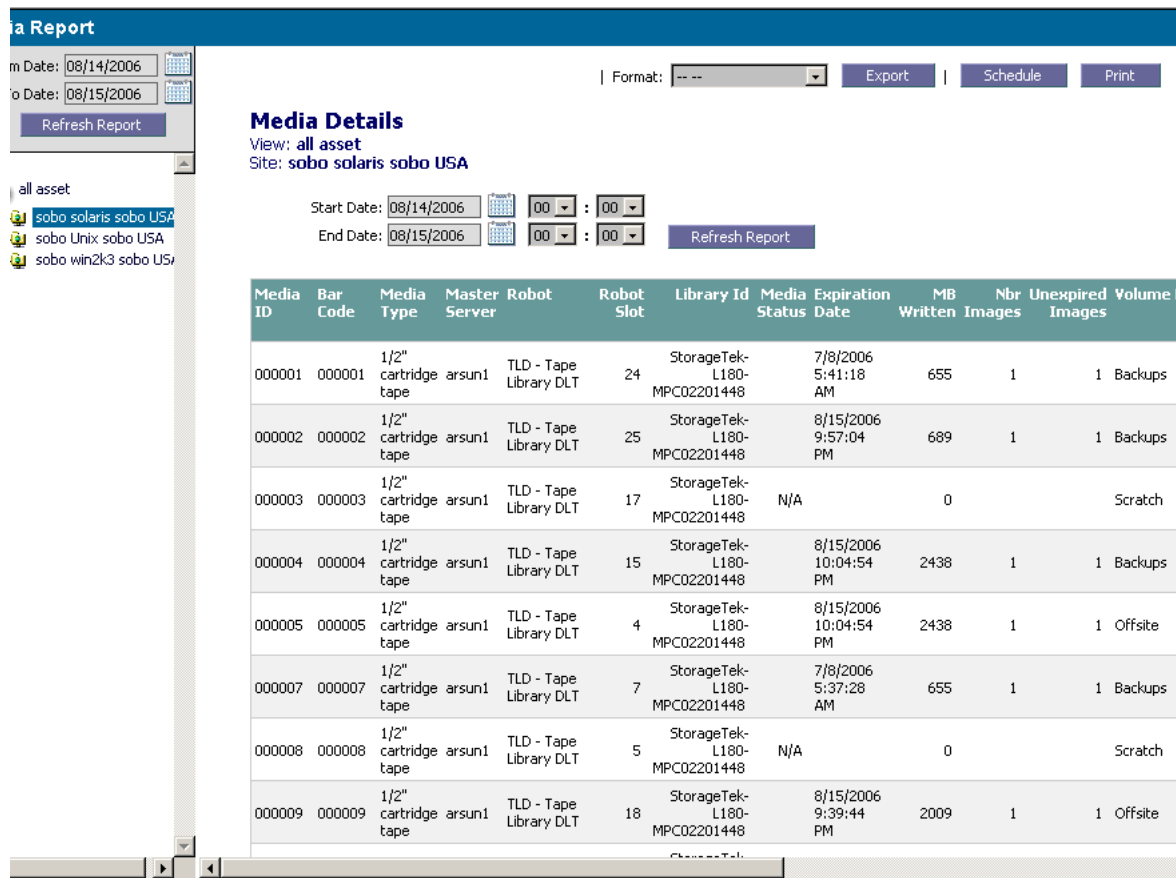 ia Report
m Date: 08/14/2006
o Date: 08/15/2006
Refresh Report
all asset
sobo solaris sobo USA
sobo Unix sobo USA
sobo win2k3 sobo USA
| Format: -- -- Export | Schedule Print
Media Details
View: all asset
Site: sobo solaris sobo USA
Start Date: 08/14/2006 00 : 00
End Date: 08/15/2006 00 : 00 Refresh Report
Media Bar Media Master Robot Robot Library Id Media Expiration MB Nbr Unexpired Volume
ID Code Type Server Slot Status Date Written Images Images
1/2" StorageTek- 7/8/2006
000001 000001 cartridge arsun1 TLD - Tape Library DLT 24 L180- 5:41:18 655 1 1 Backups
tape MPC02201448 AM
1/2" StorageTek- 8/15/2006
000002 000002 cartridge arsun1 TLD - Tape Library DLT 25 L180- 9:57:04 689 1 1 Backups
tape MPC02201448 PM
1/2" StorageTek-
000003 000003 cartridge arsun1 TLD - Tape Library DLT 17 L180- N/A 0 Scratch
tape MPC02201448
1/2" StorageTek- 8/15/2006
000004 000004 cartridge arsun1 TLD - Tape Library DLT 15 L180- 10:04:54 2438 1 1 Backups
tape MPC02201448 PM
1/2" StorageTek- 8/15/2006
000005 000005 cartridge arsun1 TLD - Tape Library DLT 4 L180- 10:04:54 2438 1 1 Offsite
tape MPC02201448 PM
1/2" StorageTek- 7/8/2006
000007 000007 cartridge arsun1 TLD - Tape Library DLT 7 L180- 5:37:28 655 1 1 Backups
tape MPC02201448 AM
1/2" StorageTek-
000008 000008 cartridge arsun1 TLD - Tape Library DLT 5 L180- N/A 0 Scratch
tape MPC02201448
1/2" StorageTek- 8/15/2006
000009 000009 cartridge arsun1 TLD - Tape Library DLT 18 L180- 9:39:44 2009 1 1 Offsite
tape MPC02201448 PM